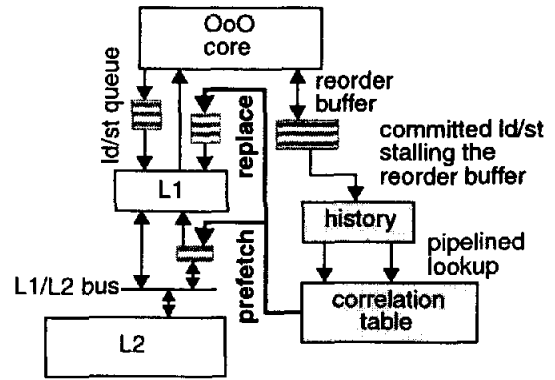 OoO
core
ld/st queue
replace
reorder
buffer
committed ld/st
stalling the
reorder buffer
L1
history
pipelined
lookup
prefetch
L1/L2 bus
correlation
table
L2